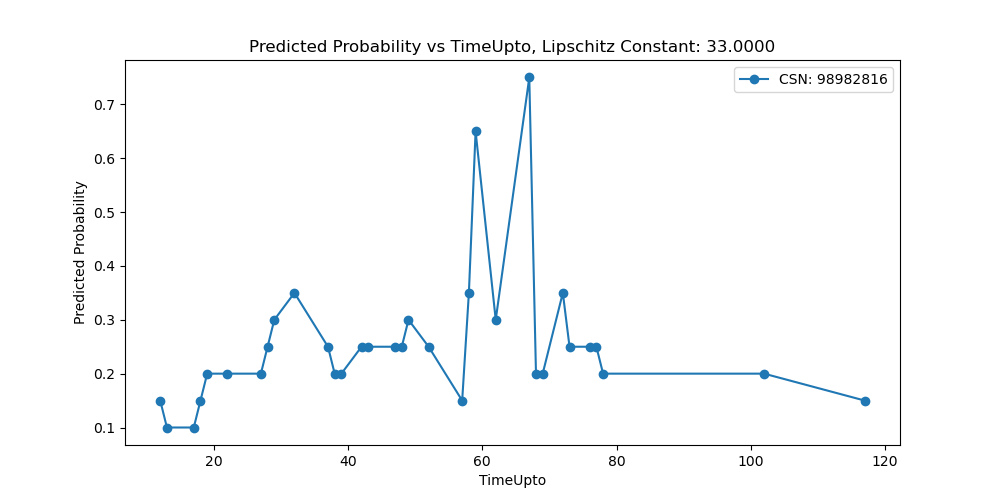 Predicted Probability vs TimeUpto, Lipschitz Constant: 33.0000
CSN: 98982816
Predicted Probability
0.7
0.6
0.5
0.4
0.3
0.2
0.1
20 40 60 80 100 120
TimeUpto